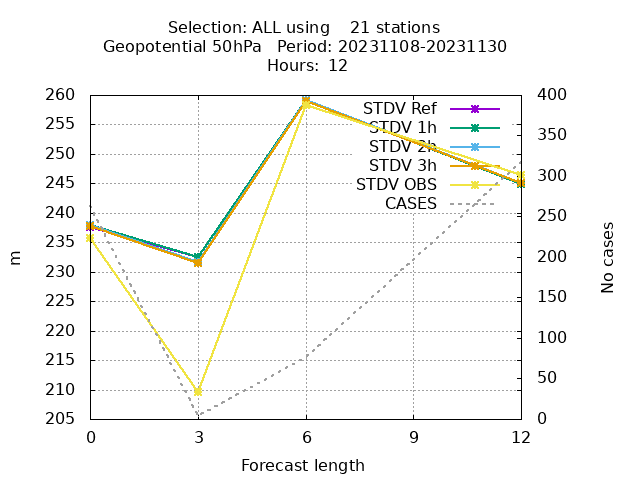 Selection: ALL using    21 stations
Geopotential 50hPa   Period: 20231108-20231130
Hours: 12
260
255
250
245
240
235
230
225
220
215
210
205
m
400
350
300
250
200
150
100
50
0
No cases
STDV Ref
STDV 1h
STDV 2h
STDV 3h
STDV OBS
CASES
0
3
6
9
12
Forecast length